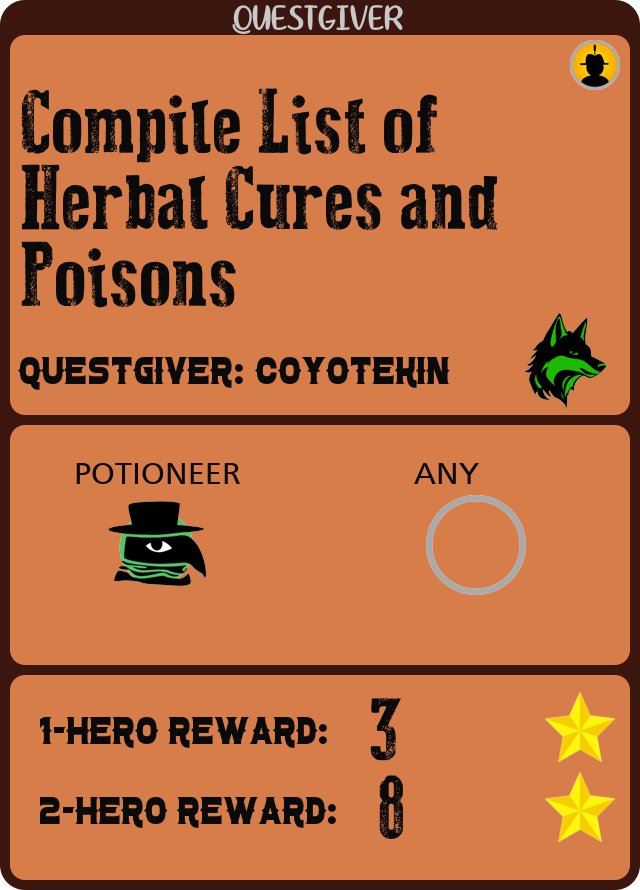 QUESTGIVER
Compile List of
Herbal Cures and
Poisons
QUESTGIVER: COYOTEKIN
POTIONEER ANY
1-HERO REWARD: 3
2-HERO REWARD: 8